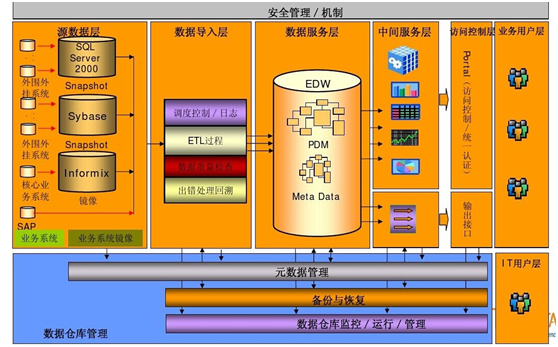 安全管理/机制
源数据层
数据导入层
数据服务层
中间服务层
访问控制层
业务用户层
SQL
Server
2000
外围外
挂系统
Snapshot
Sybase
外围外
挂系统
Snapshot
Informix
核心业
务系统
镜像
SAP
业务系统
业务系统镜像
调度控制/日志
ETL过程
数据质量检查
出错处理回溯
EDW
PDM
Meta Data
Portal(访问控制/统一认证)
输出接口
IT用户层
元数据管理
备份与恢复
数据仓库监控/运行/管理
数据仓库管理